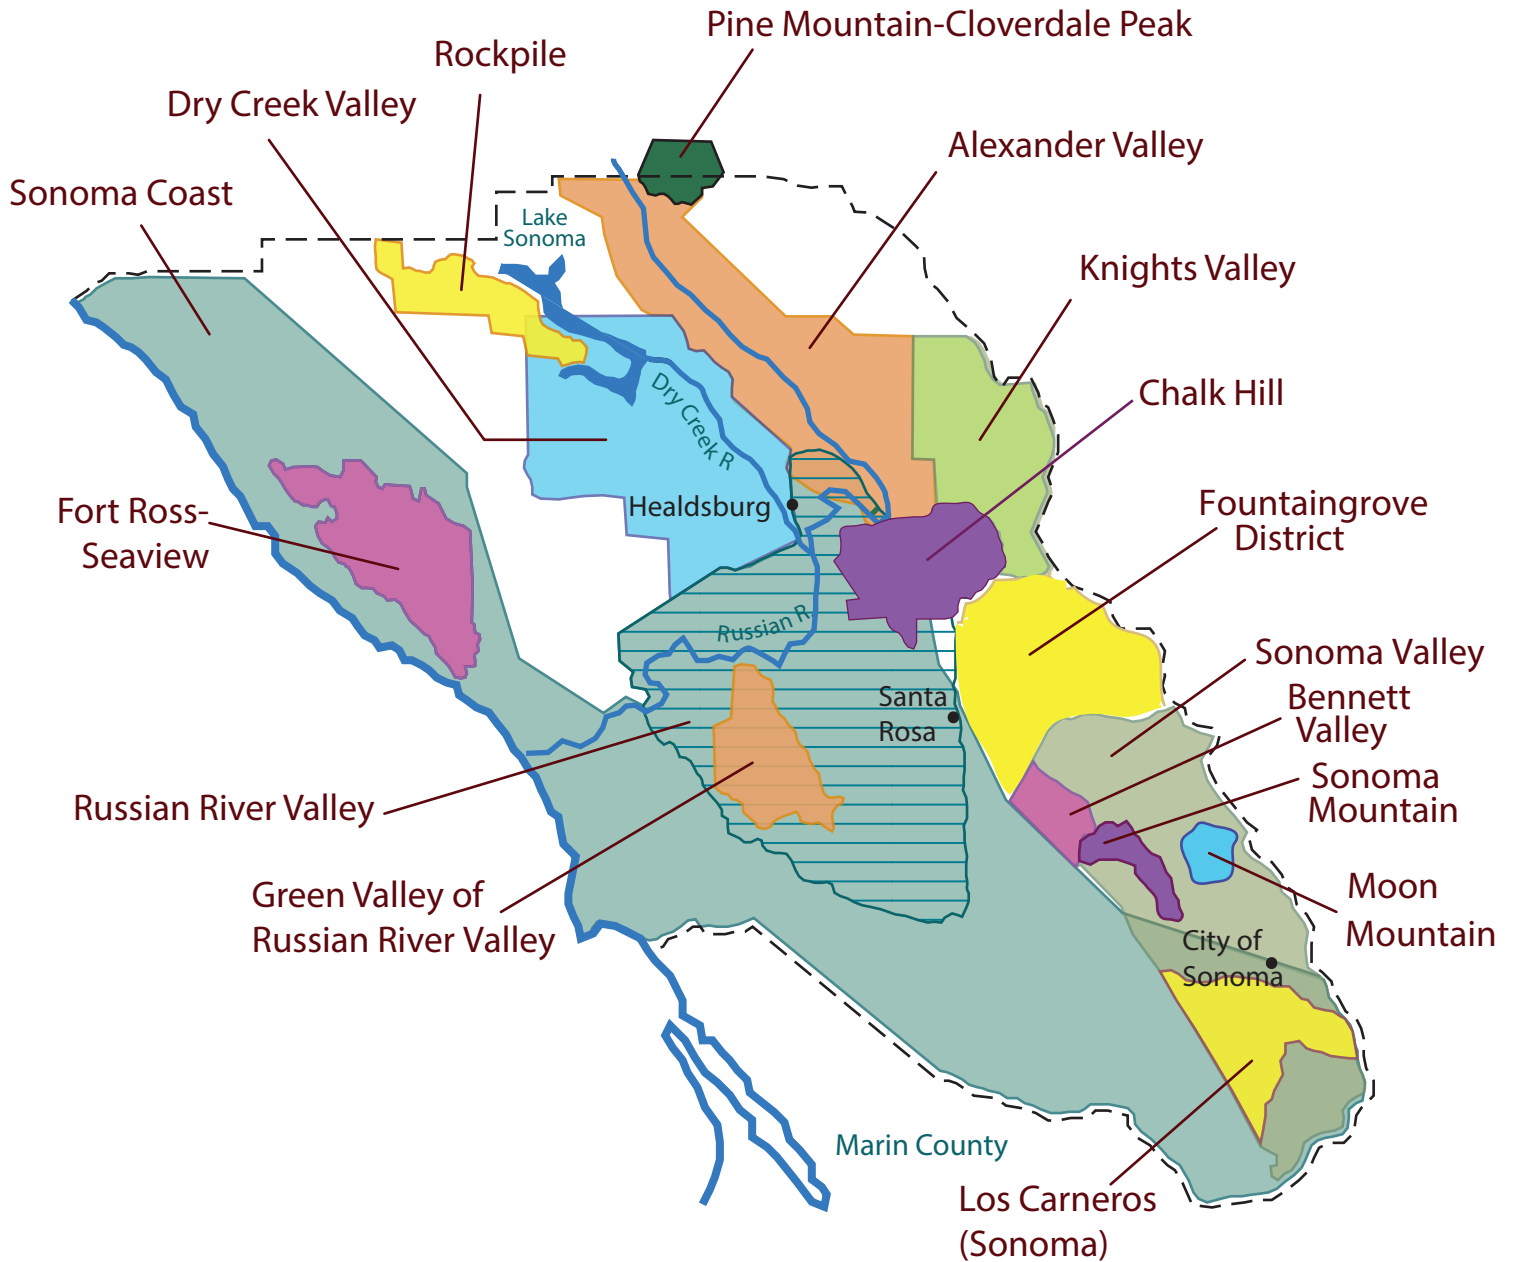 Pine Mountain-Cloverdale Peak
Rockpile
Dry Creek Valley
Alexander Valley
Sonoma Coast
Lake
Sonoma
Knights Valley
Chalk Hill
Dry Creek R
Fort Ross-
Seaview
Healdsburg
Fountaingrove
District
Russian R.
Sonoma Valley
Bennett
Valley
Santa
Rosa
Sonoma
Mountain
Russian River Valley
Moon
Mountain
Green Valley of
Russian River Valley
City of
Sonoma
Marin County
Los Carneros
(Sonoma)